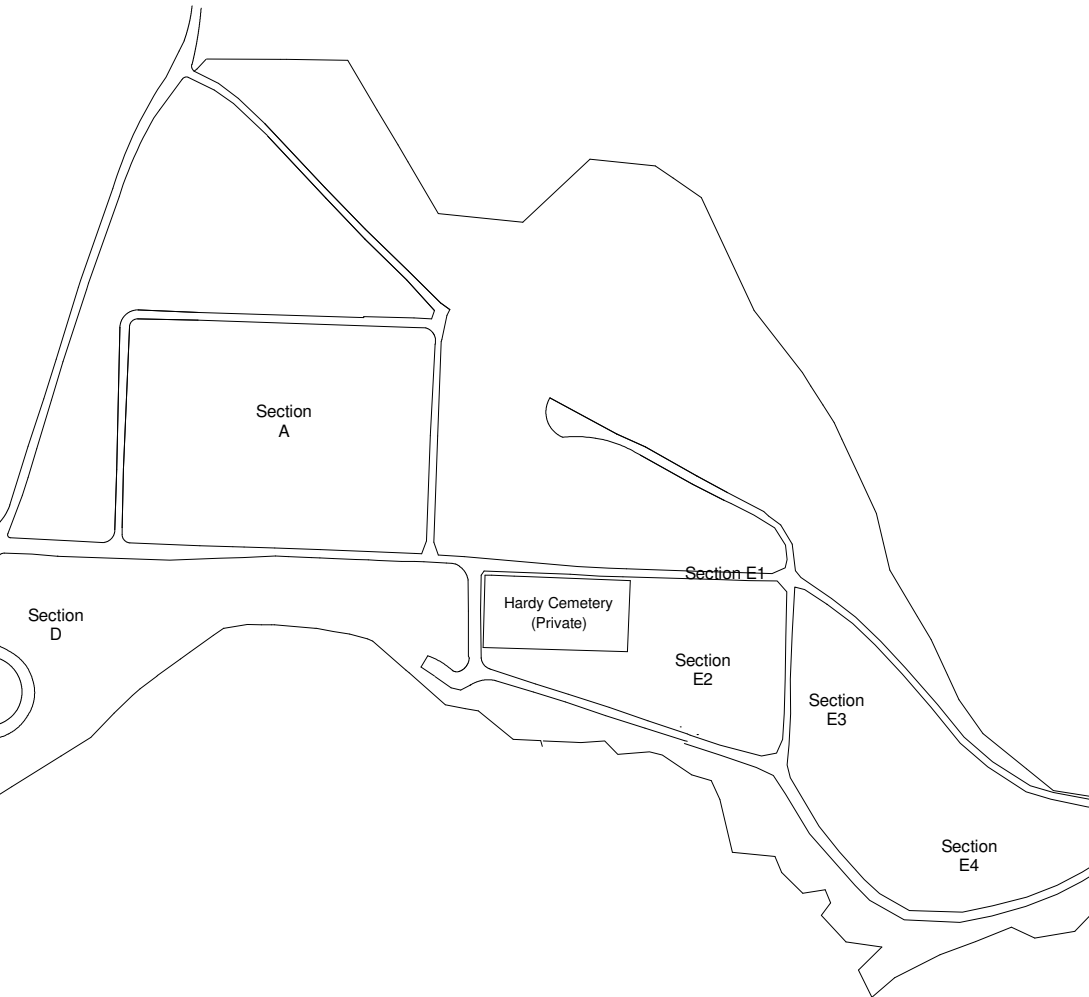 Section
A
Section E1
Hardy Cemetery
(Private)
Section
D
Section
E2
Section
E3
Section
E4